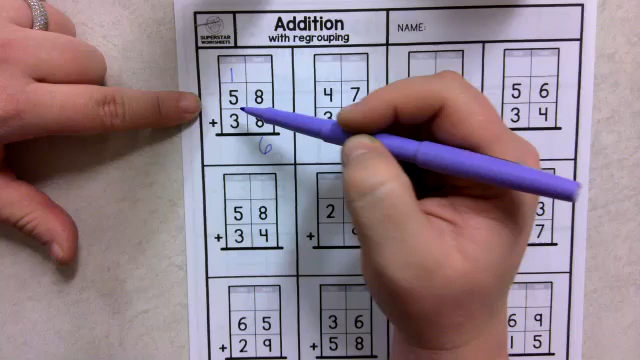 SUPERSTAR
WORKSHEETS
Addition
with regrouping
NAME:
1
5 8
+ 3 8
6
4 7
3
5 6
3 4
5 8
+ 3 4
2
+
3
7
6 5
+ 2 9
3 6
+ 5 8
6 9
1 5